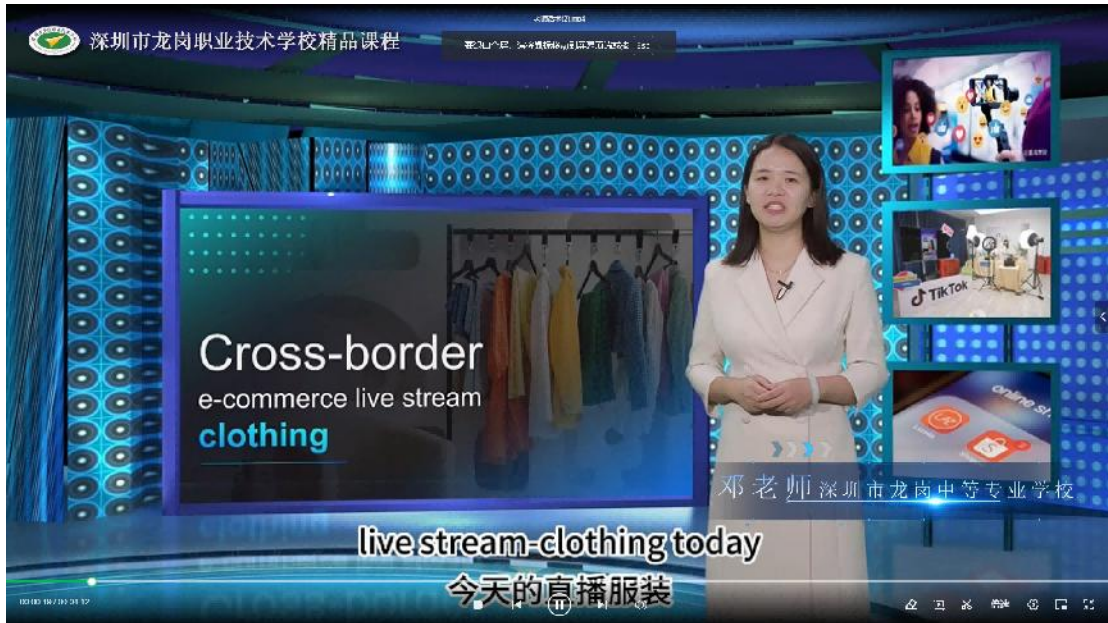 深圳市龙岗职业技术学校精品课程
TikTok
online s
Cross-border
e-commerce live stream
clothing
邓老师 深圳市龙岗中等专业学校
live stream-clothing today
今天的直播服装